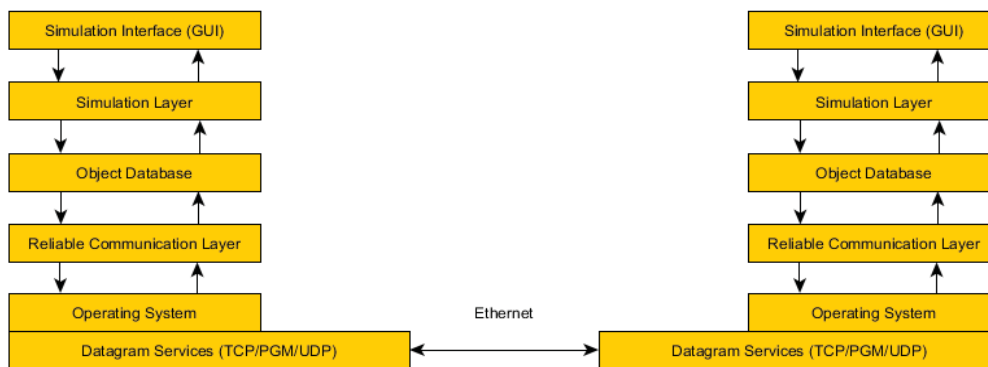 Simulation Interface (GUI)
Simulation Layer
Object Database
Reliable Communication Layer
Operating System
Datagram Services (TCP/PGM/UDP)
Ethernet
Simulation Interface (GUI)
Simulation Layer
Object Database
Reliable Communication Layer
Operating System
Datagram Services (TCP/PGM/UDP)